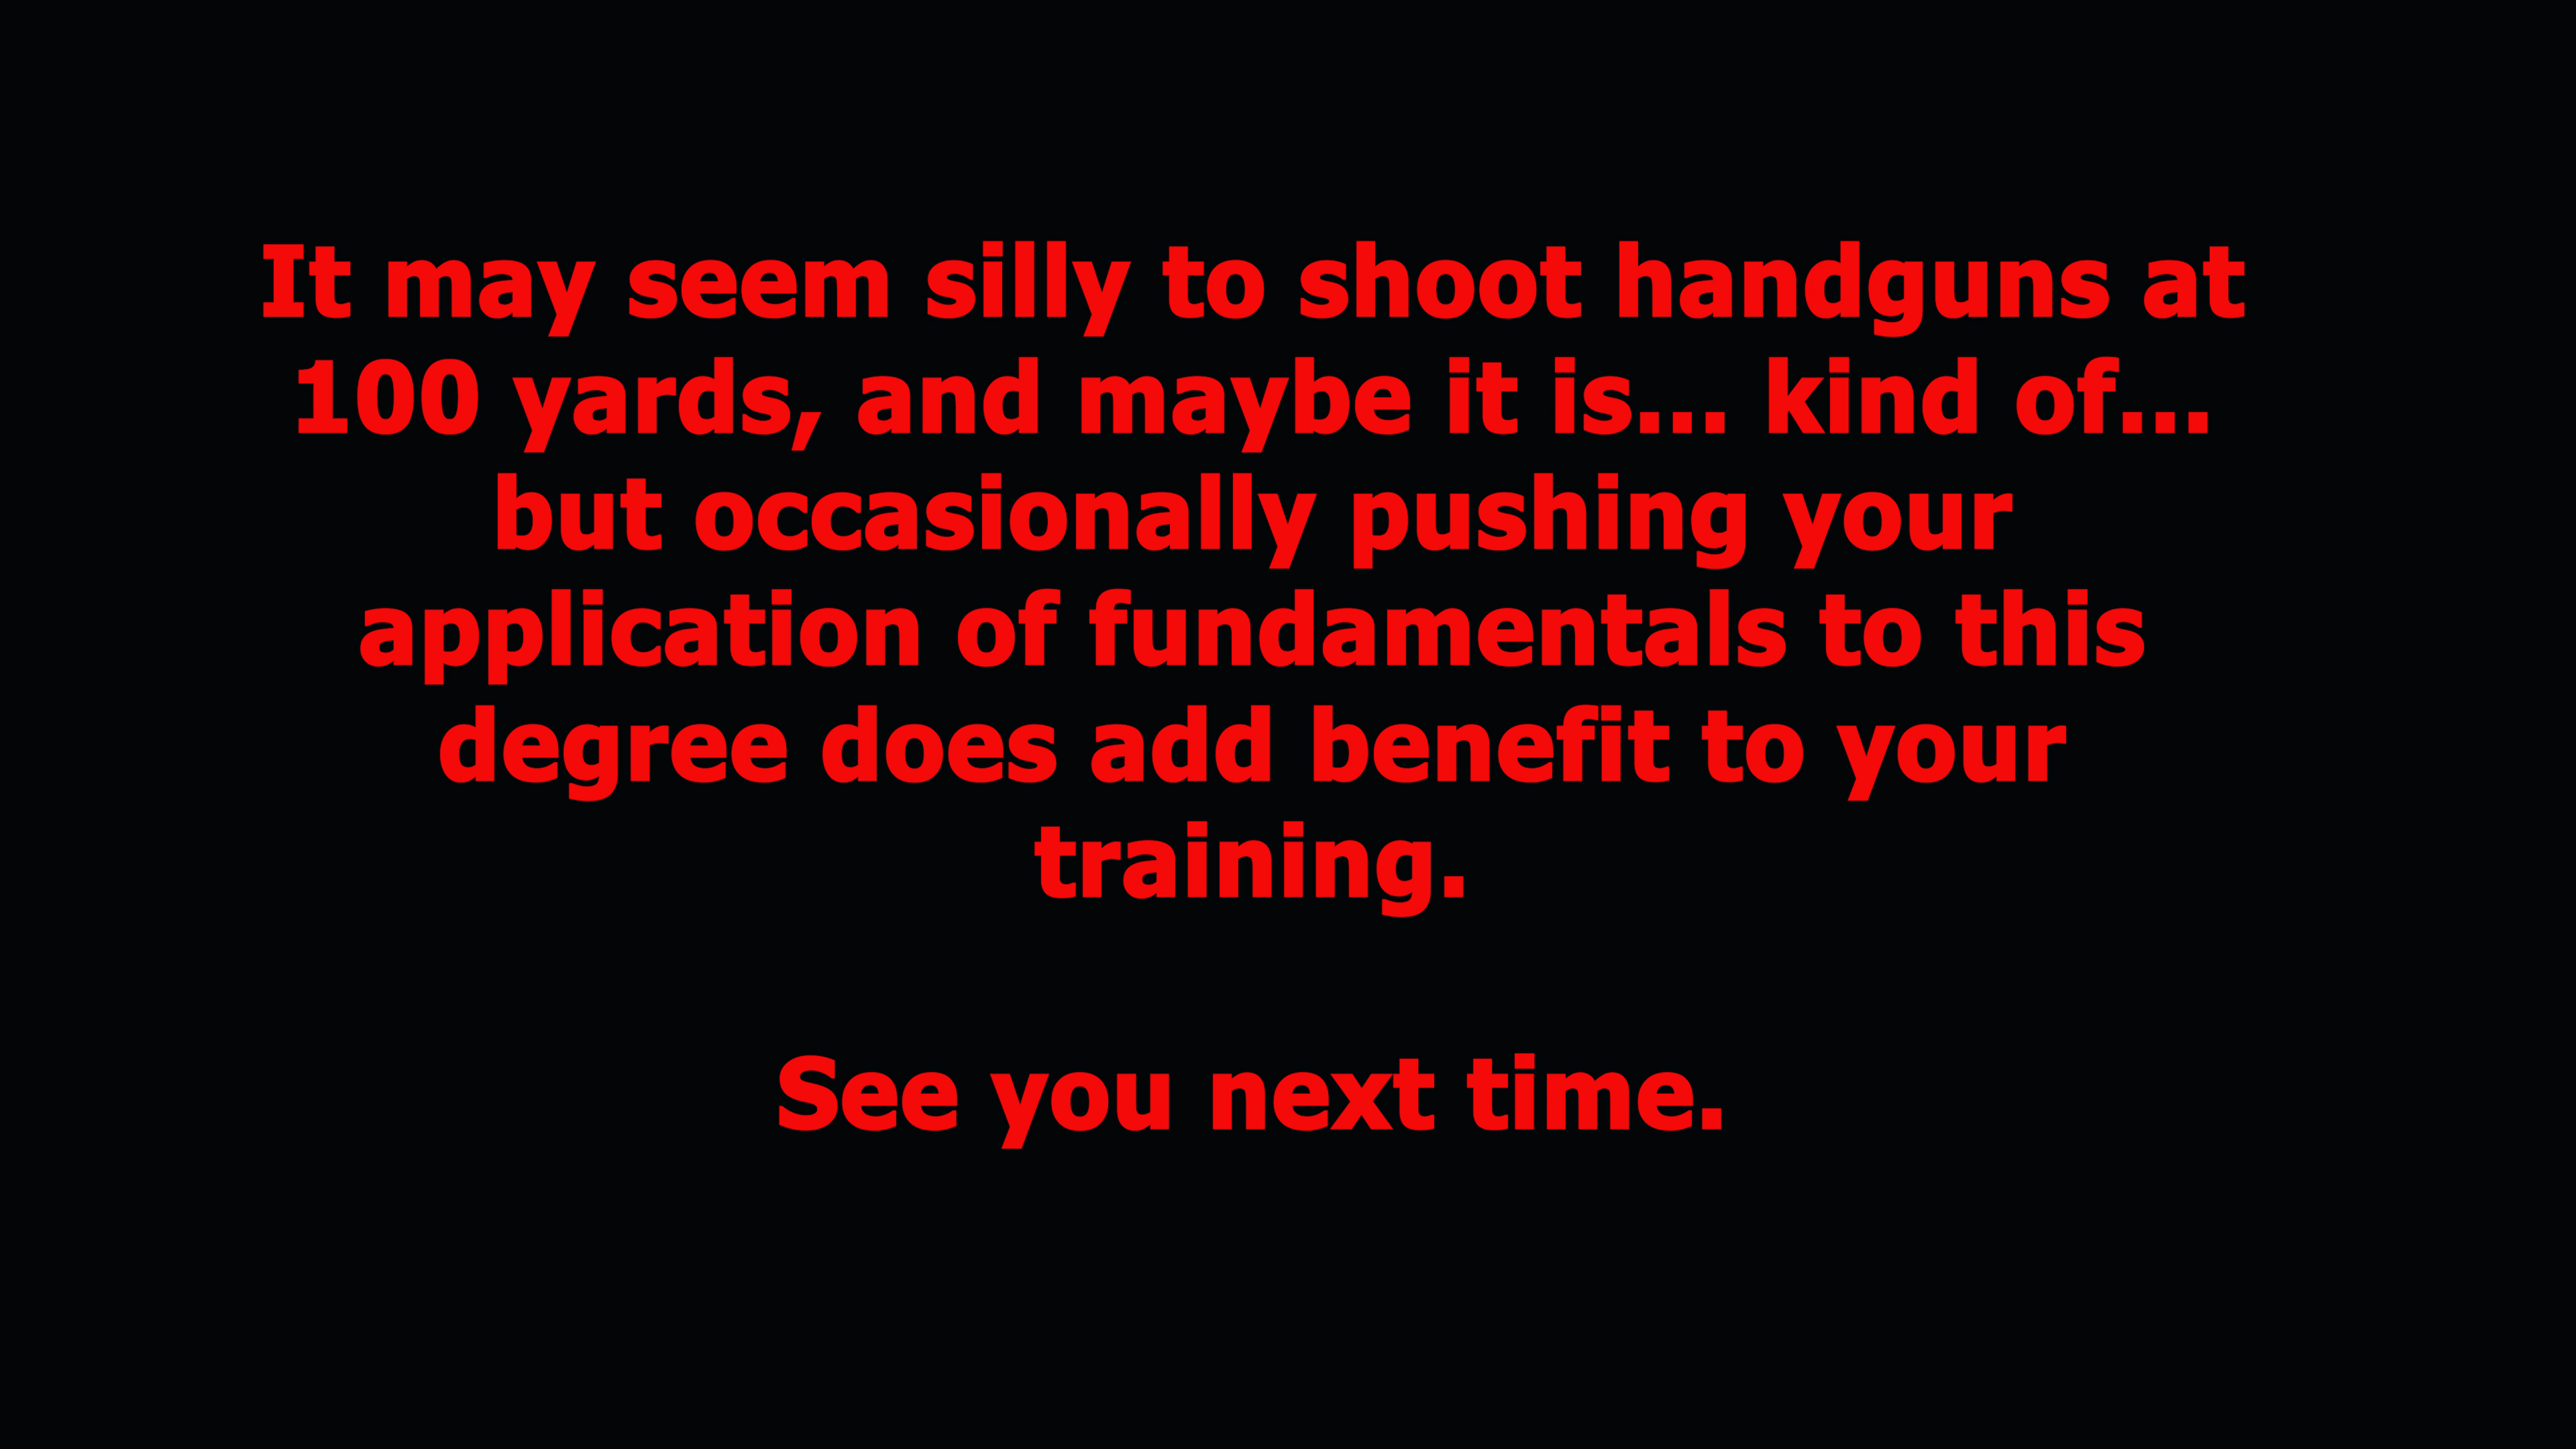 It may seem silly to shoot handguns at
100 yards, and maybe it is... kind of...
but occasionally pushing your
application of fundamentals to this
degree does add benefit to your
training.
See you next time.